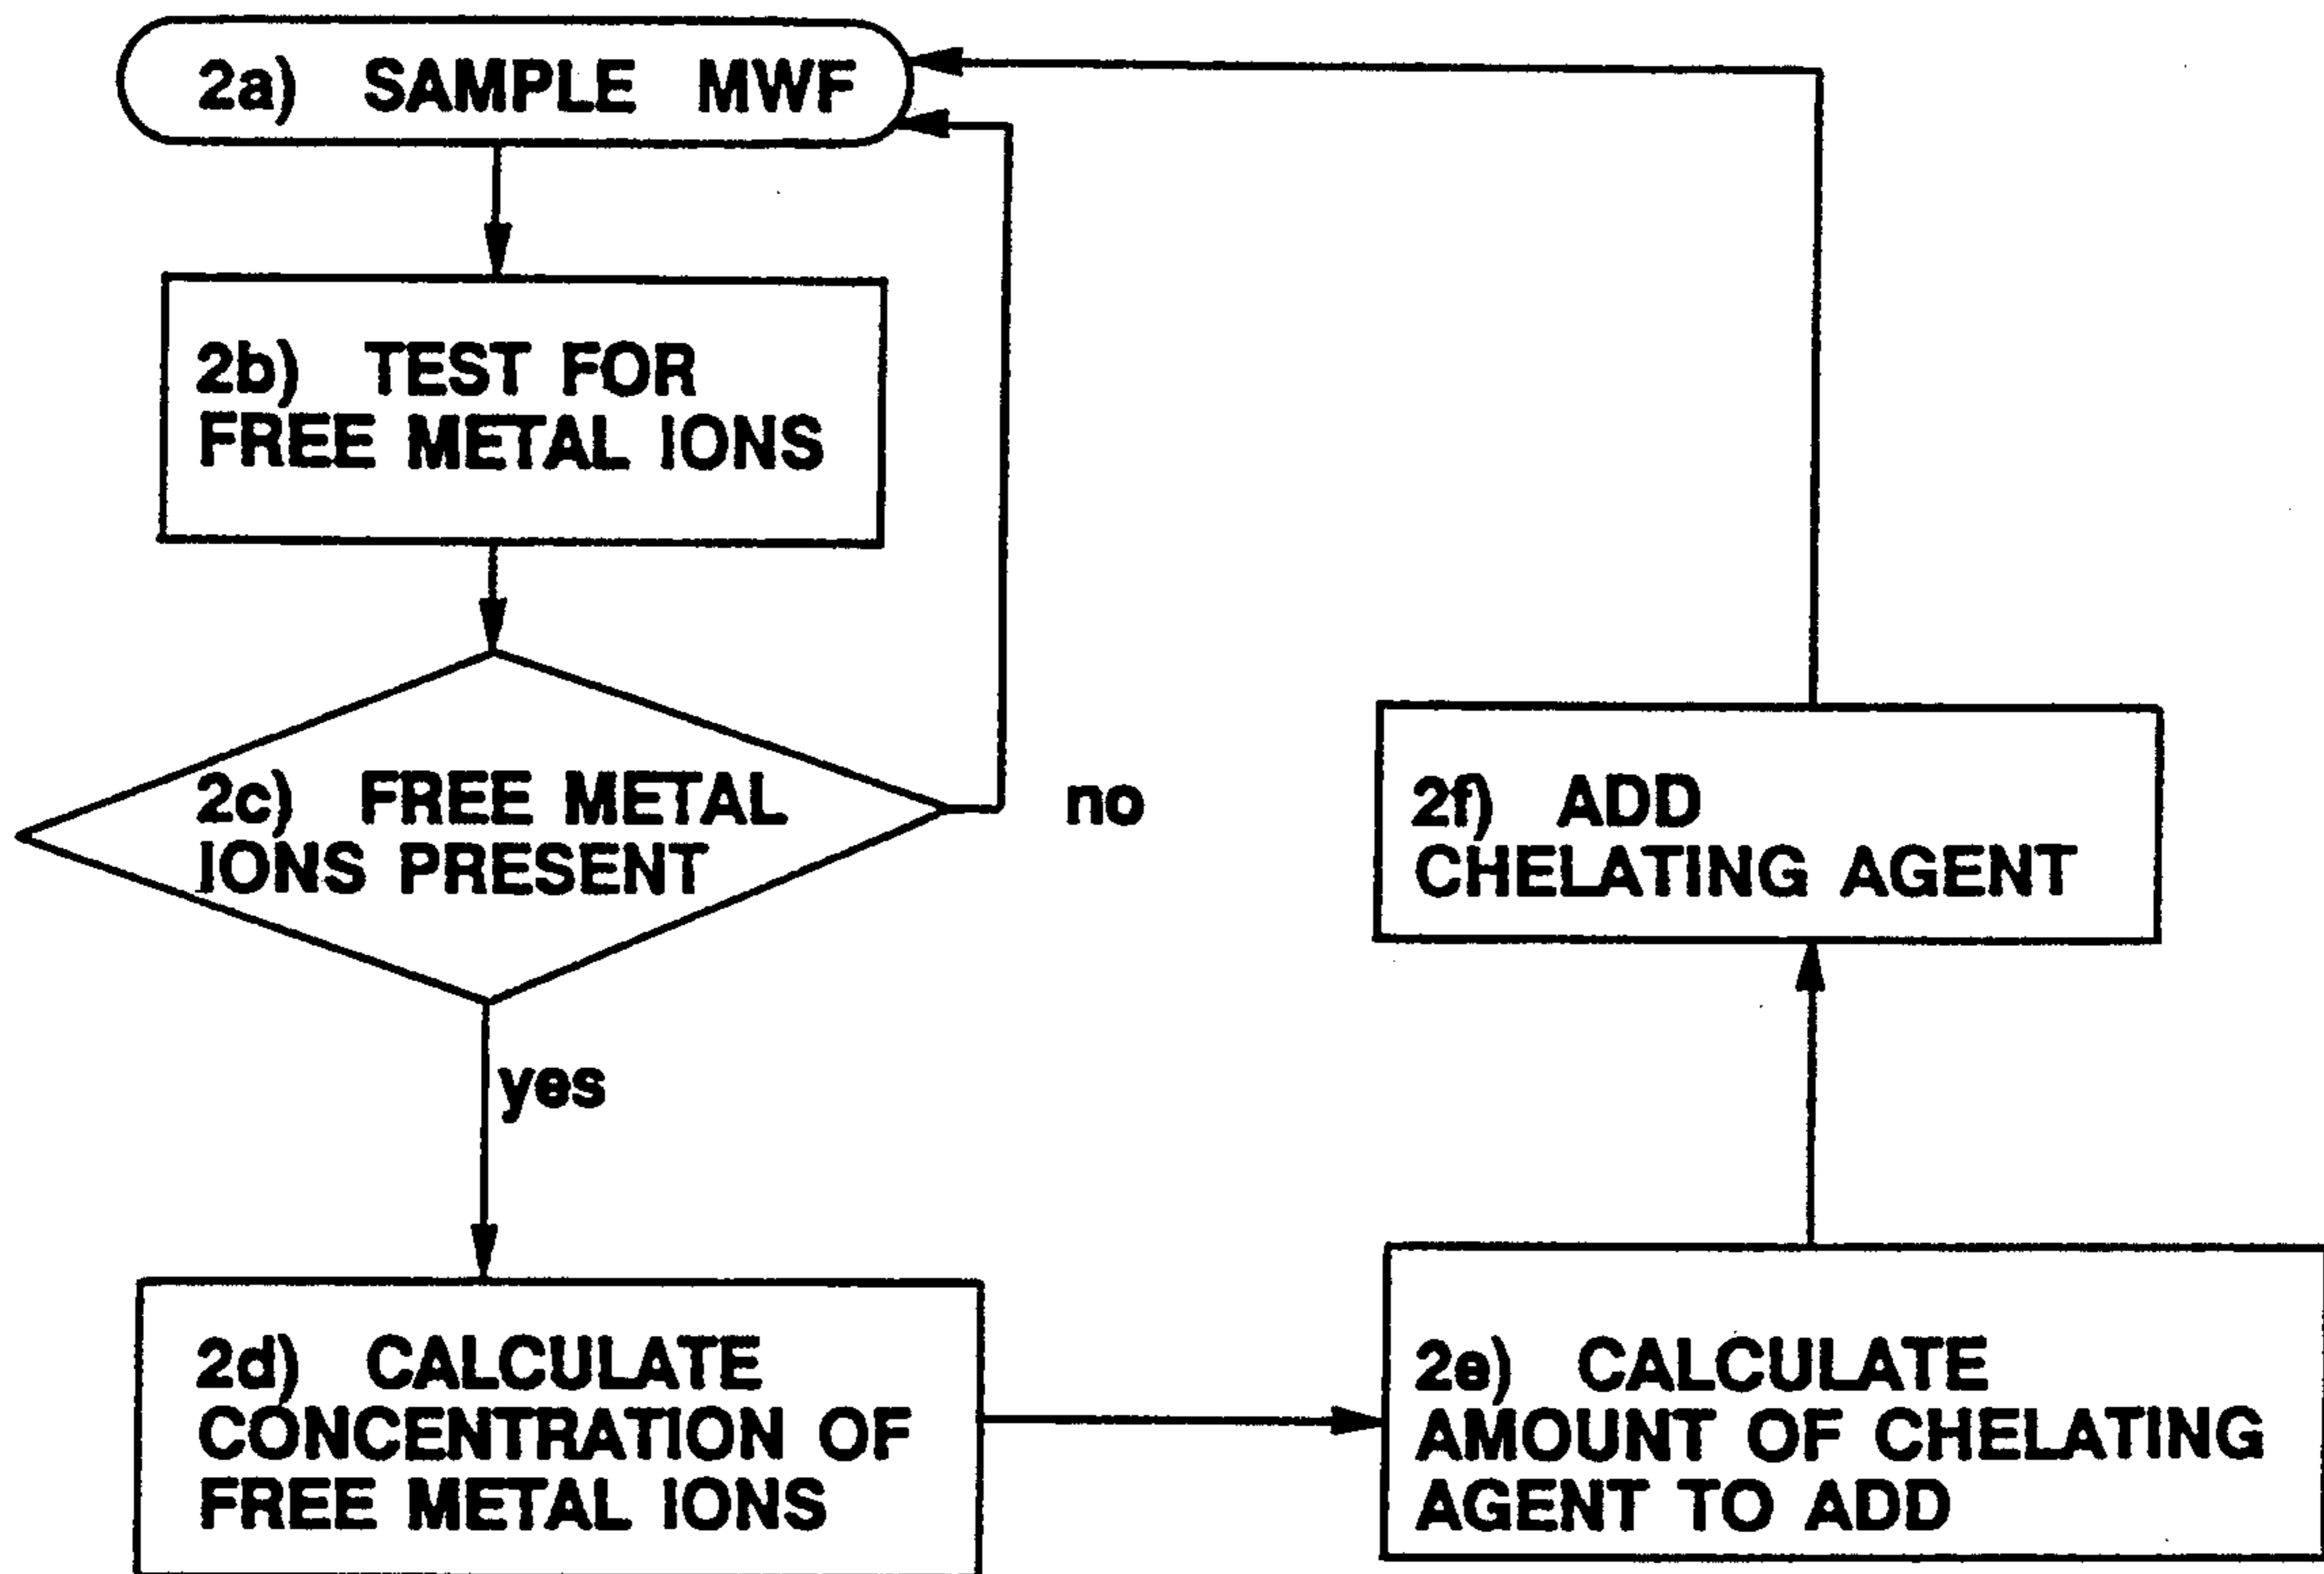 2a) SAMPLE MWF
2b) TEST FOR
FREE METAL IONS
2c) FREE METAL
IONS PRESENT
no
yes
2d) CALCULATE
CONCENTRATION OF
FREE METAL IONS
2e) CALCULATE
AMOUNT OF CHELATING
AGENT TO ADD
2f) ADD
CHELATING AGENT